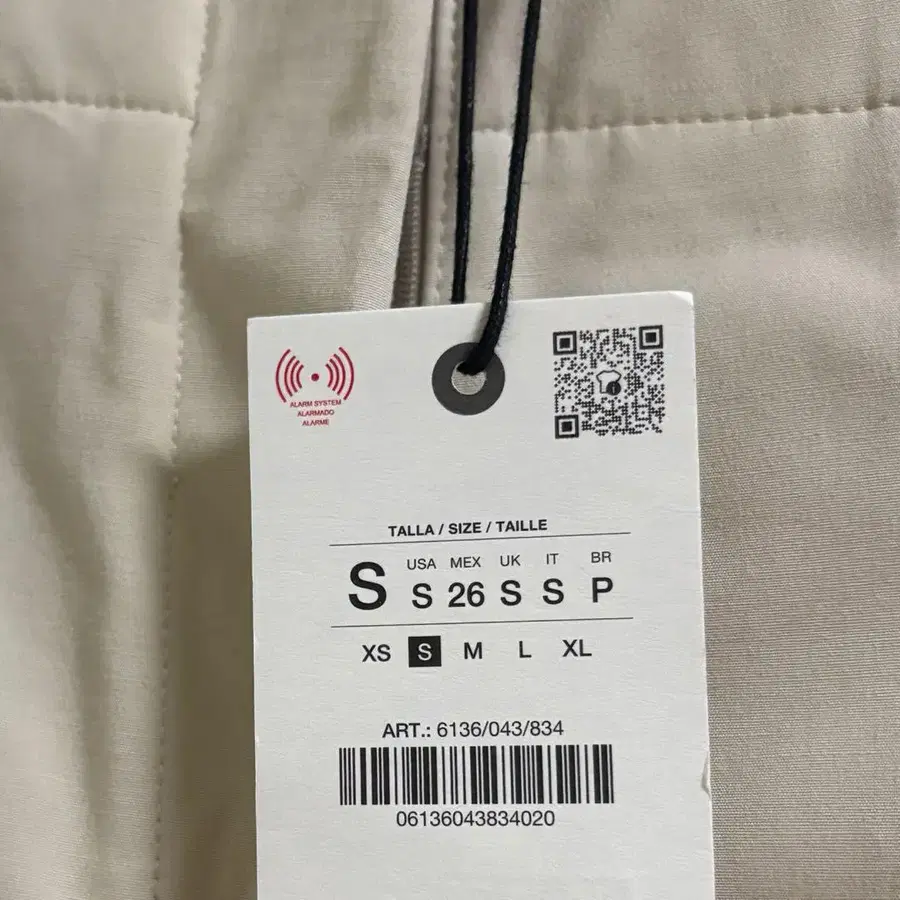 ALARM SYSTEM
ALARMADO
ALARME
TALLA / SIZE / TAILLE
S
USA MEX UK IT BR
S 26 S S P
XS S M L XL
ART.: 6136/043/834
06136043834020